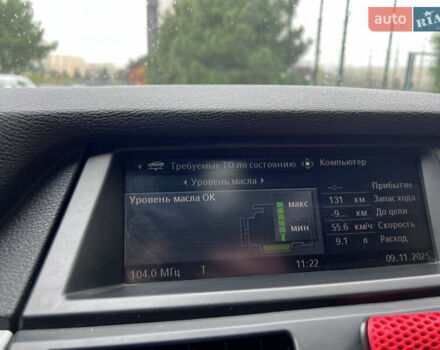 auto RIA
Требуемые ТО по состоянию Компьютер
Уровень масла
Уровень масла OK
макс
мин
--:-- Прибытие
131 км Запас хода
-9... км До цели
55.6 км/ч Скорость
9.1 л Расход
104.0 МГц T 11:22 09.11.2025